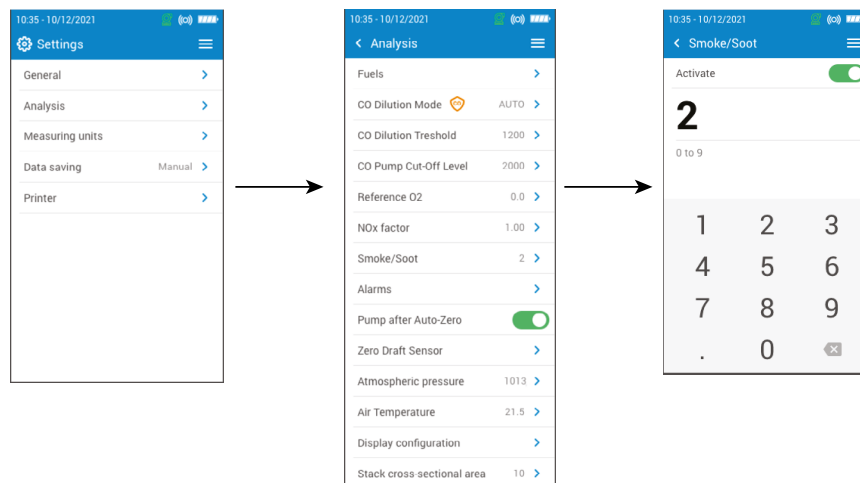 10:35 - 10/12/2021
Settings
General
Analysis
Measuring units
Data saving Manual
Printer
10:35 - 10/12/2021
Analysis
Fuels
CO Dilution Mode AUTO
CO Dilution Treshold 1200
CO Pump Cut-Off Level 2000
Reference O2 0.0
NOx factor 1.00
Smoke/Soot 2
Alarms
Pump after Auto-Zero
Zero Draft Sensor
Atmospheric pressure 1013
Air Temperature 21.5
Display configuration
Stack cross-sectional area 10
10:35 - 10/12/2021
Smoke/Soot
Activate
2
0 to 9
1 2 3
4 5 6
7 8 9
. 0